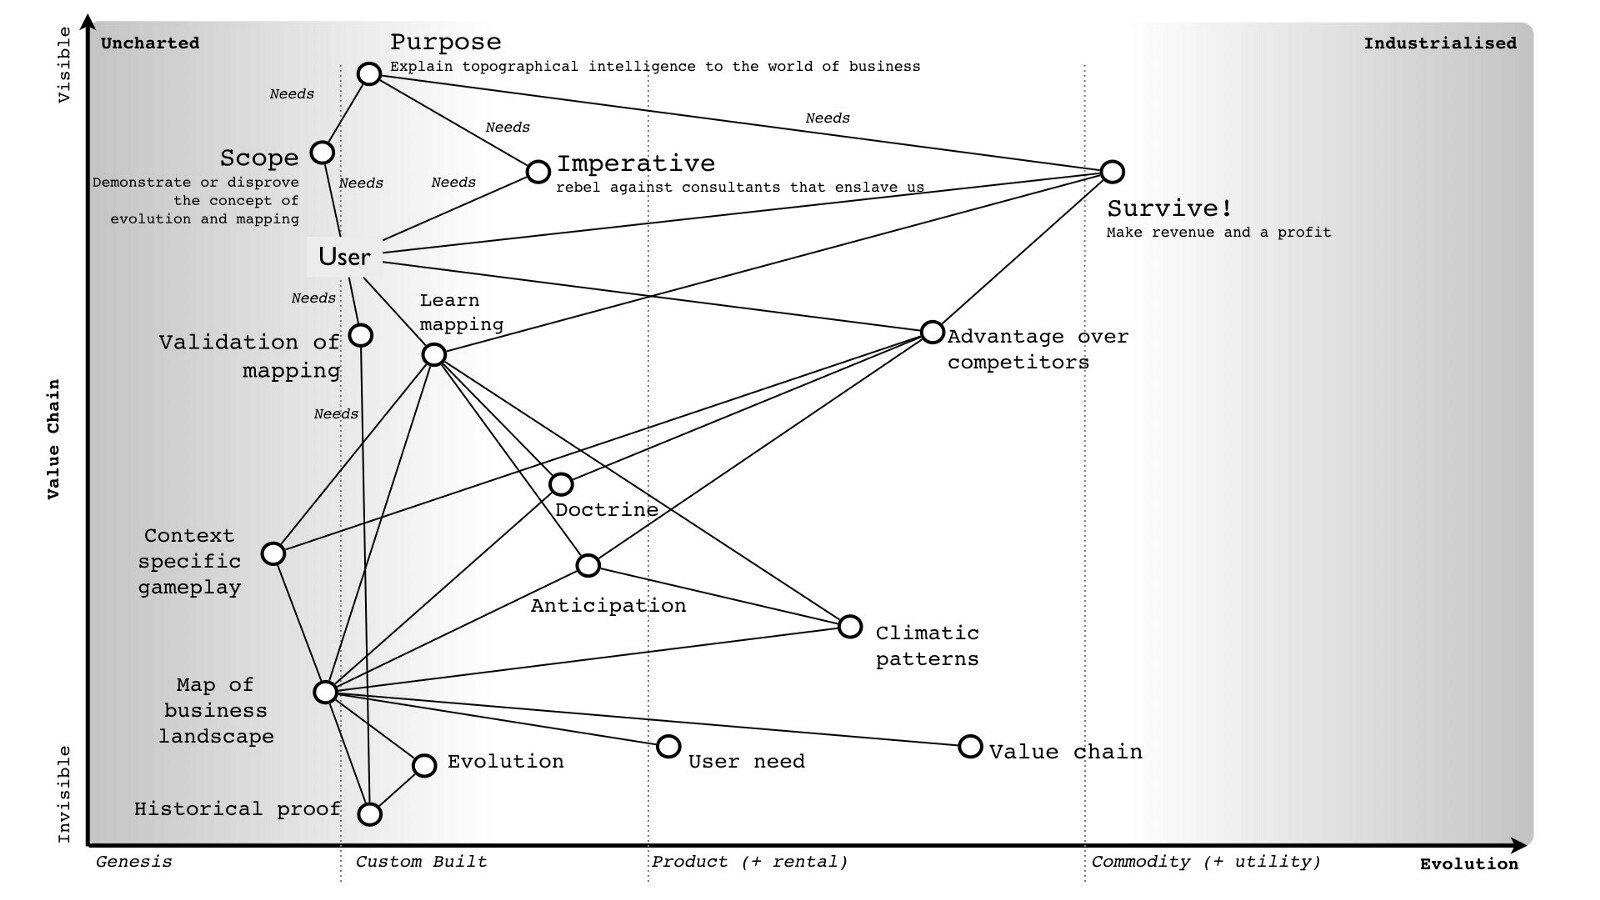 Visible
Uncharted
Industrialised
Purpose
Explain topographical intelligence to the world of business
Needs
Needs
Needs
Scope
Demonstrate or disprove
the concept of
evolution and mapping
Needs
Needs
Imperative
rebel against consultants that enslave us
Survive!
Make revenue and a profit
User
Needs
Learn
mapping
Validation of
mapping
Advantage over
competitors
Needs
Value Chain
Doctrine
Context
specific
gameplay
Anticipation
Climatic
patterns
Map of
business
landscape
Evolution
User need
Value chain
Historical proof
Invisible
Genesis
Custom Built
Product (+ rental)
Commodity (+ utility)
Evolution